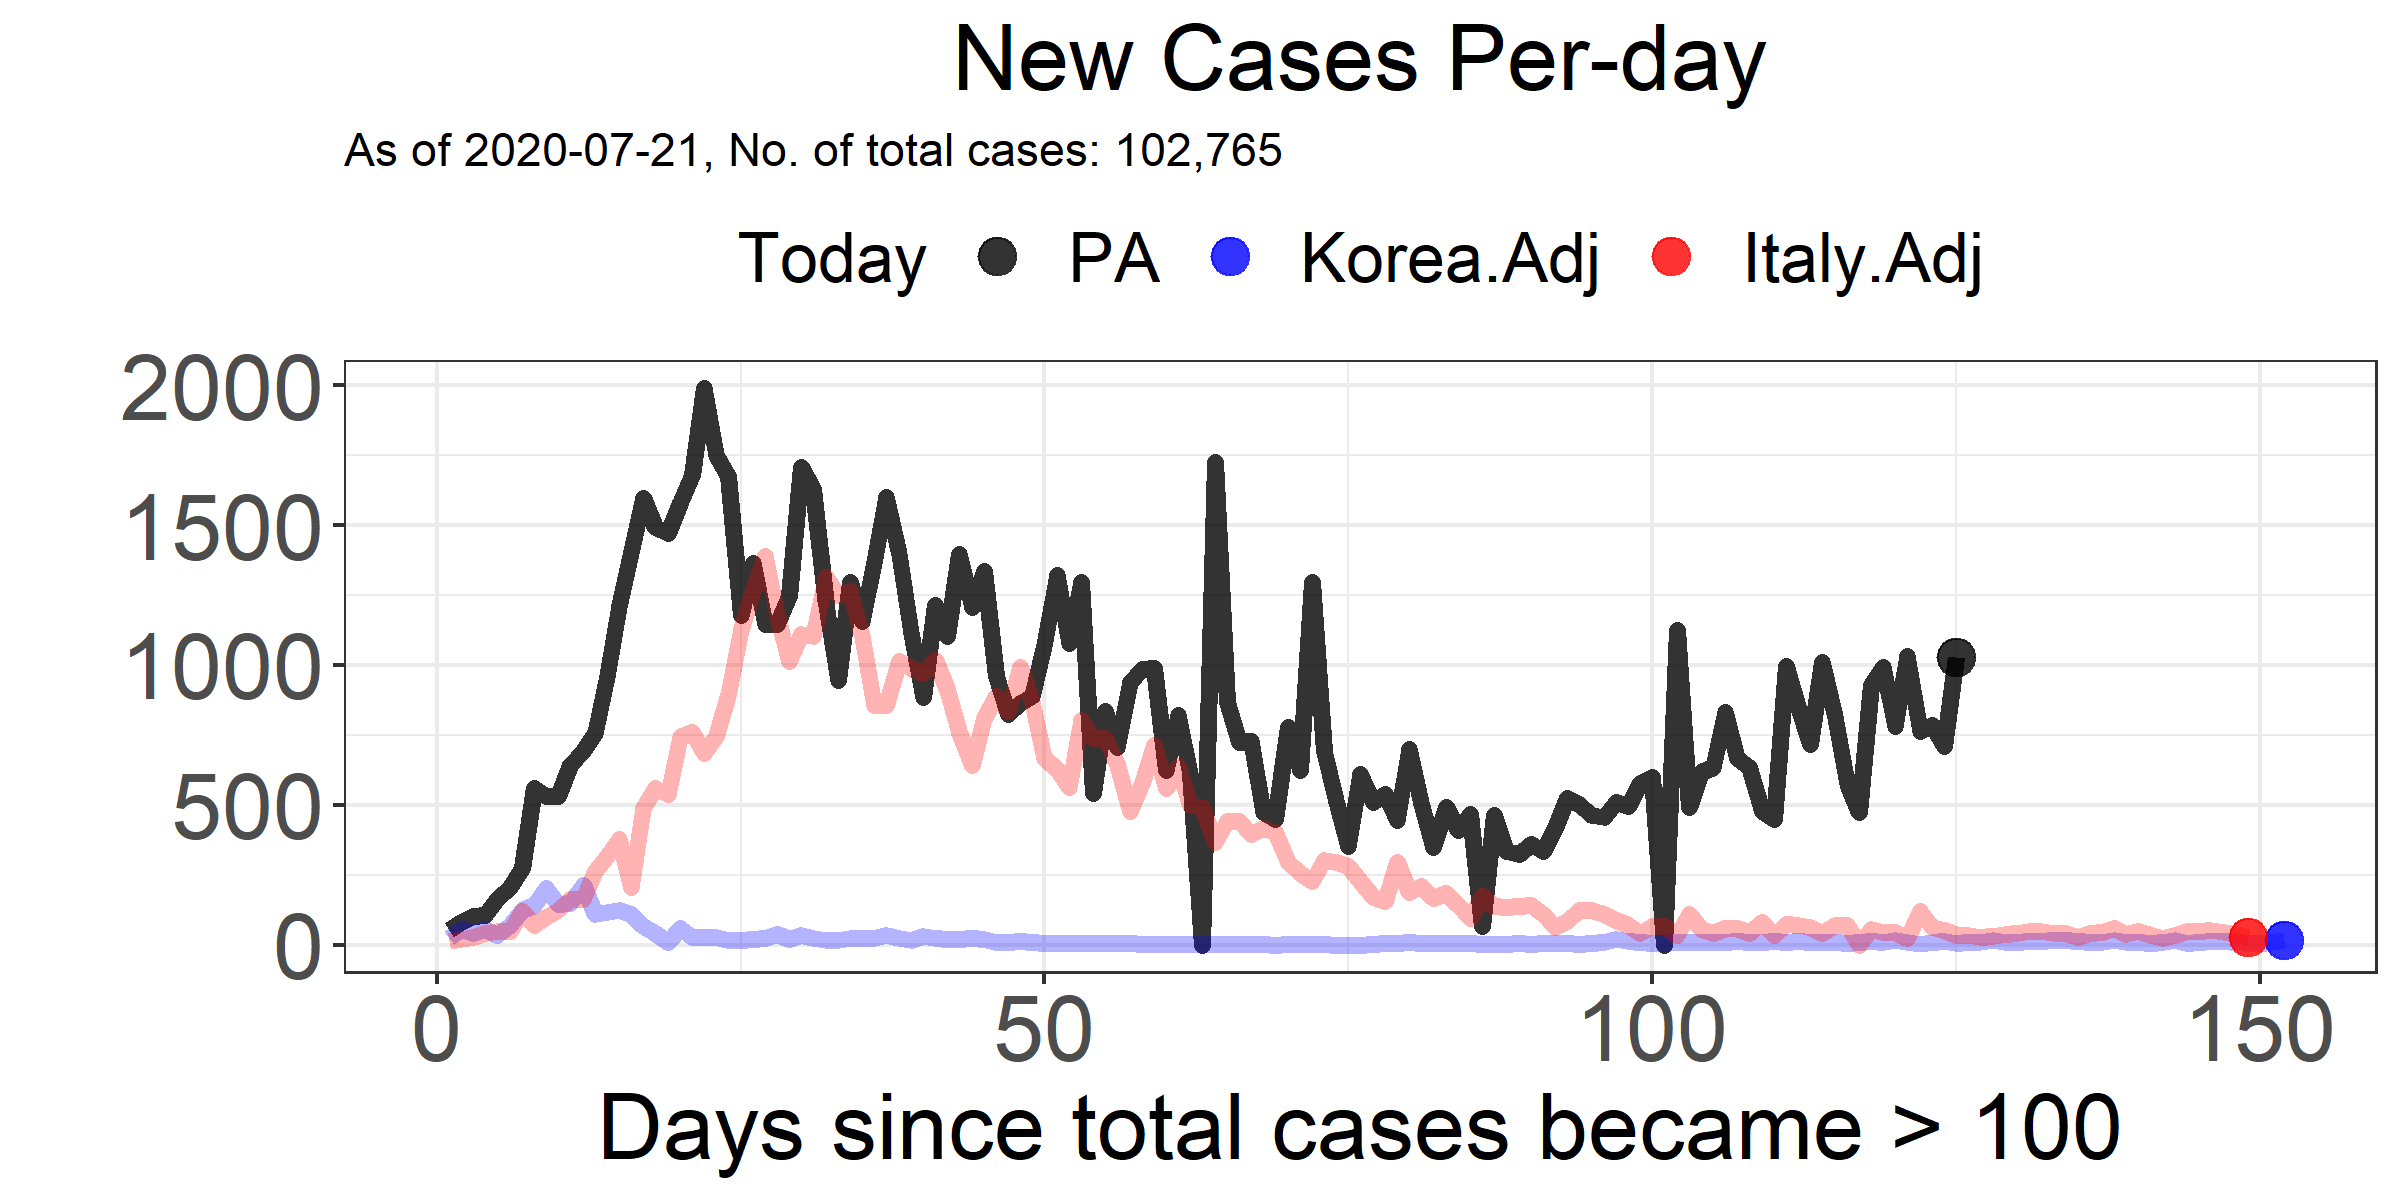 New Cases Per-day
As of 2020-07-21, No. of total cases: 102,765
Today PA Korea.Adj Italy.Adj
2000
1500
1000
500
0
0 50 100 150
Days since total cases became > 100